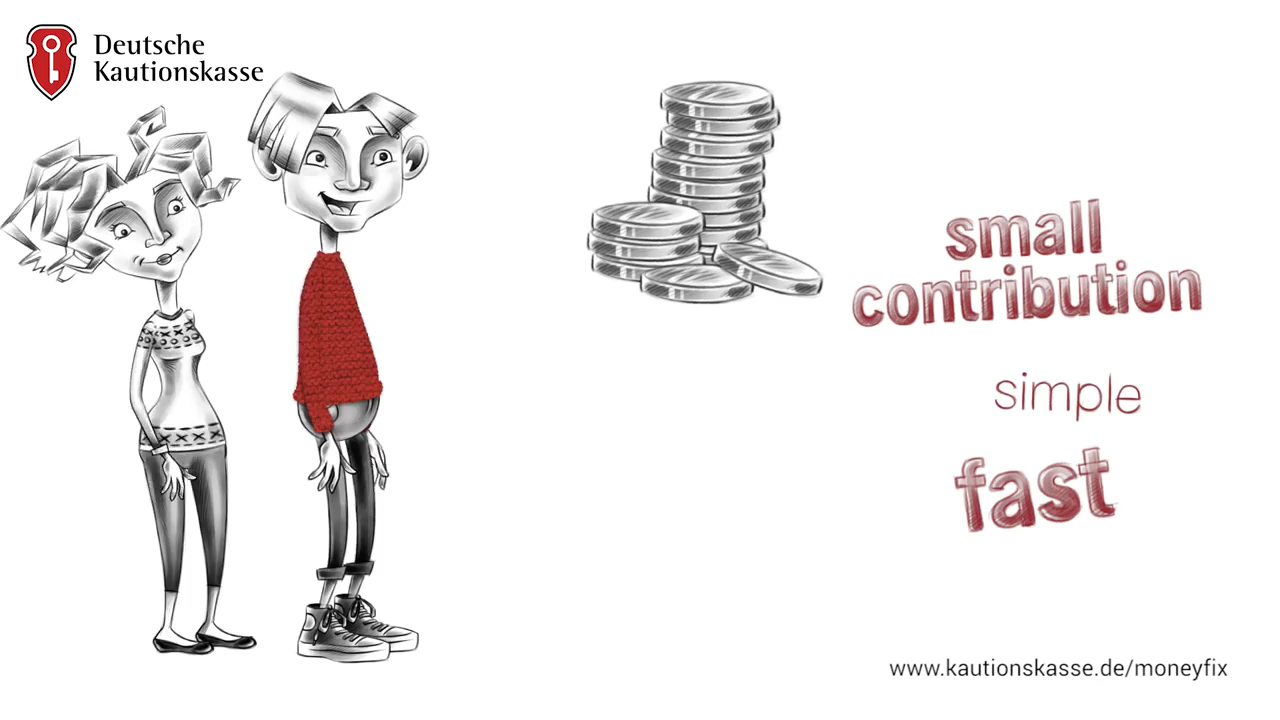 Deutsche
Kautionskasse
small
contribution
simple
fast
www.kautionskasse.de/moneyfix